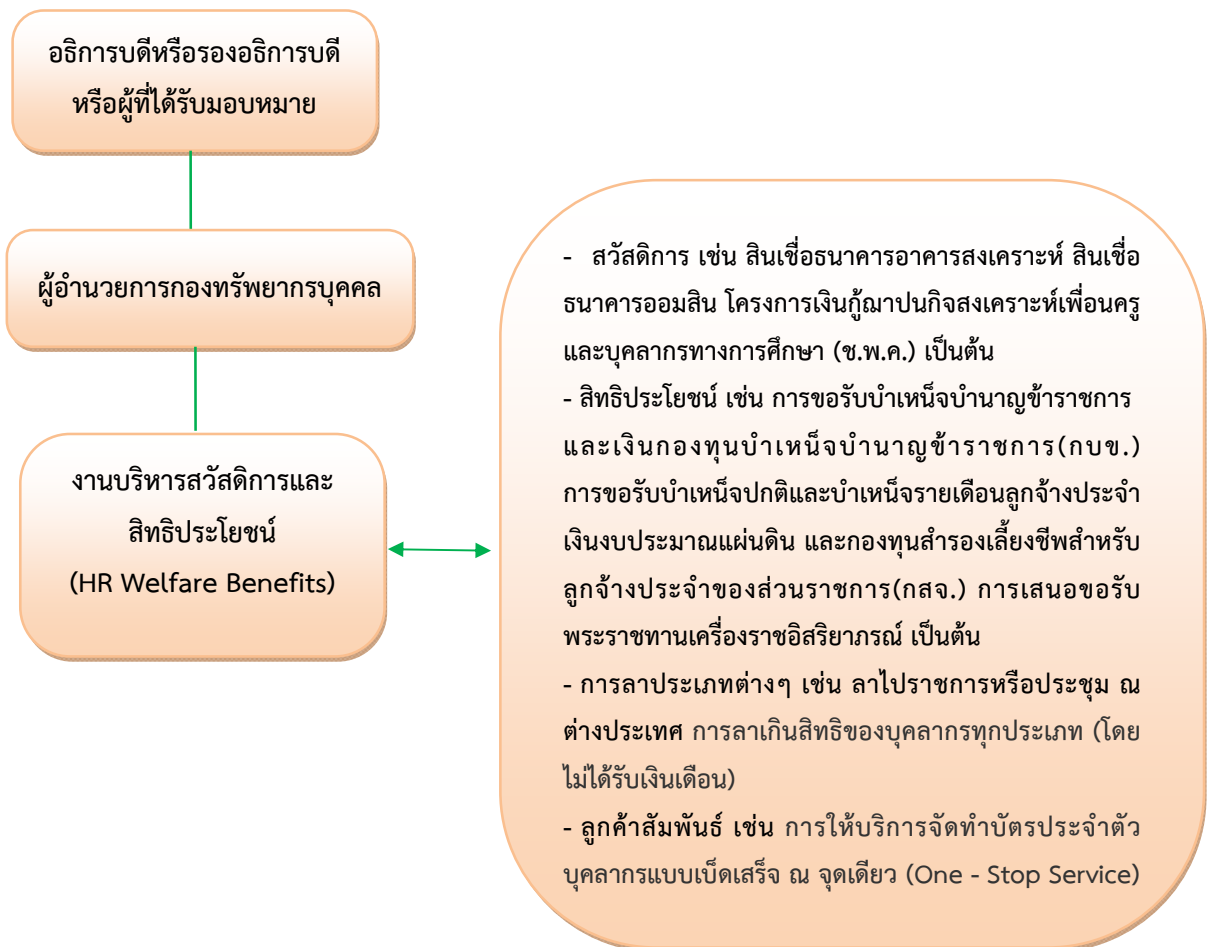 อธิการบดีหรือรองอธิการบดี
หรือผู้ที่ได้รับมอบหมาย
ผู้อำนวยการกองทรัพยากรบุคคล
งานบริหารสวัสดิการและ
สิทธิประโยชน์
(HR Welfare Benefits)
- สวัสดิการ เช่น สินเชื่อธนาคารอาคารสงเคราะห์ สินเชื่อ
ธนาคารออมสิน โครงการเงินกู้ฌาปนกิจสงเคราะห์เพื่อนครู
และบุคลากรทางการศึกษา (ช.พ.ค.) เป็นต้น
- สิทธิประโยชน์ เช่น การขอรับบำเหน็จบำนาญข้าราชการ
และเงินกองทุนบำเหน็จบำนาญข้าราชการ(กบข.)
การขอรับบำเหน็จปกติและบำเหน็จรายเดือนลูกจ้างประจำ
เงินงบประมาณแผ่นดิน และกองทุนสำรองเลี้ยงชีพสำหรับ
ลูกจ้างประจำของส่วนราชการ(กสจ.) การเสนอขอรับ
พระราชทานเครื่องราชอิสริยาภรณ์ เป็นต้น
- การลาประเภทต่างๆ เช่น ลาไปราชการหรือประชุม ณ
ต่างประเทศ การลาเกินสิทธิของบุคลากรทุกประเภท (โดย
ไม่ได้รับเงินเดือน)
- ลูกค้าสัมพันธ์ เช่น การให้บริการจัดทำบัตรประจำตัว
บุคลากรแบบเบ็ดเสร็จ ณ จุดเดียว (One - Stop Service)